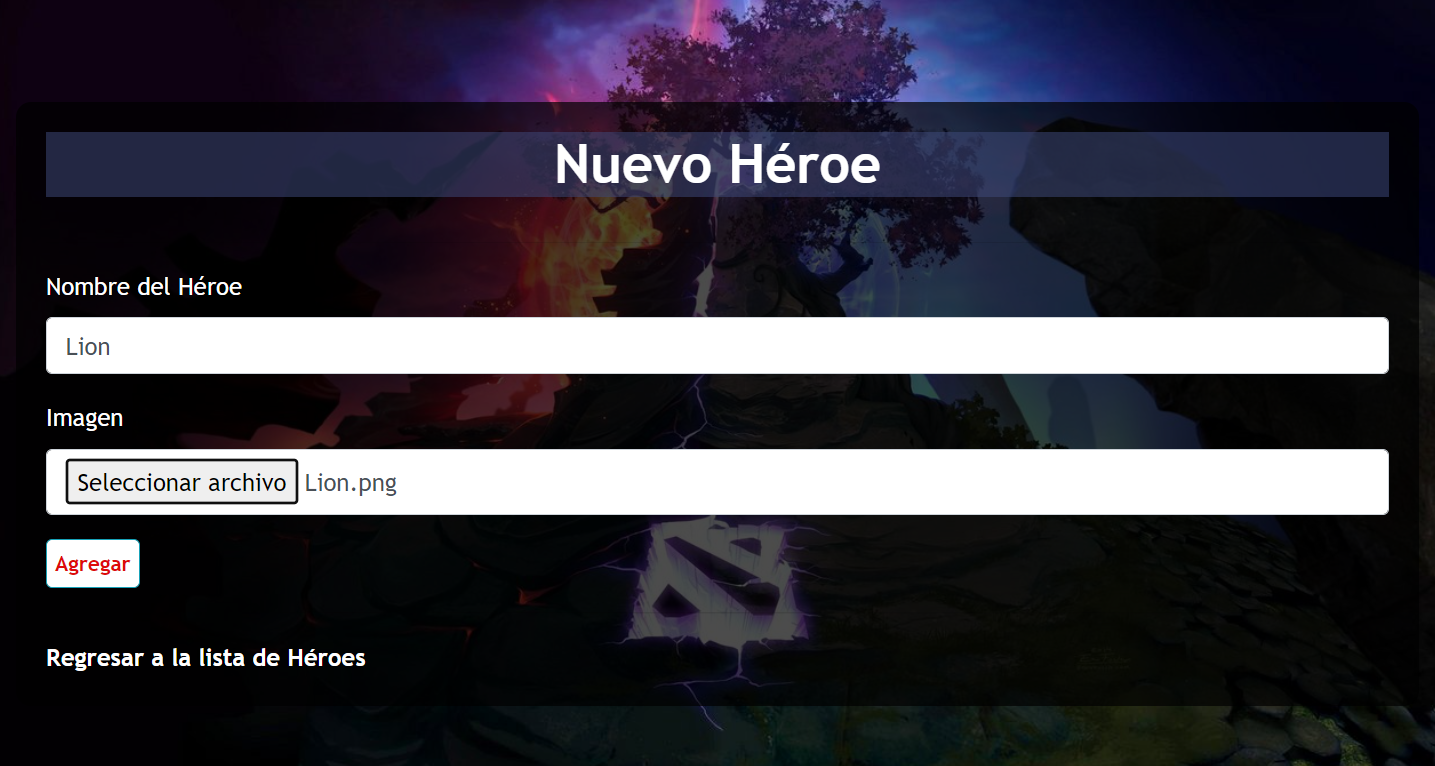 Nuevo Héroe
Nombre del Héroe
Lion
Imagen
Seleccionar archivo Lion.png
Agregar
Regresar a la lista de Héroes